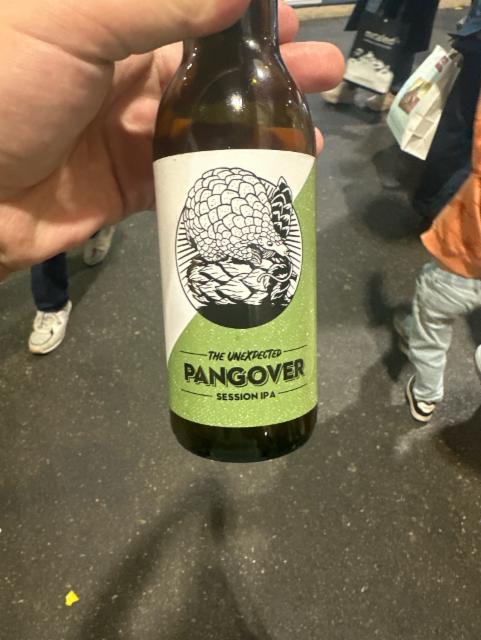 THE UNEXPECTED
PANGOVER
SESSION IPA